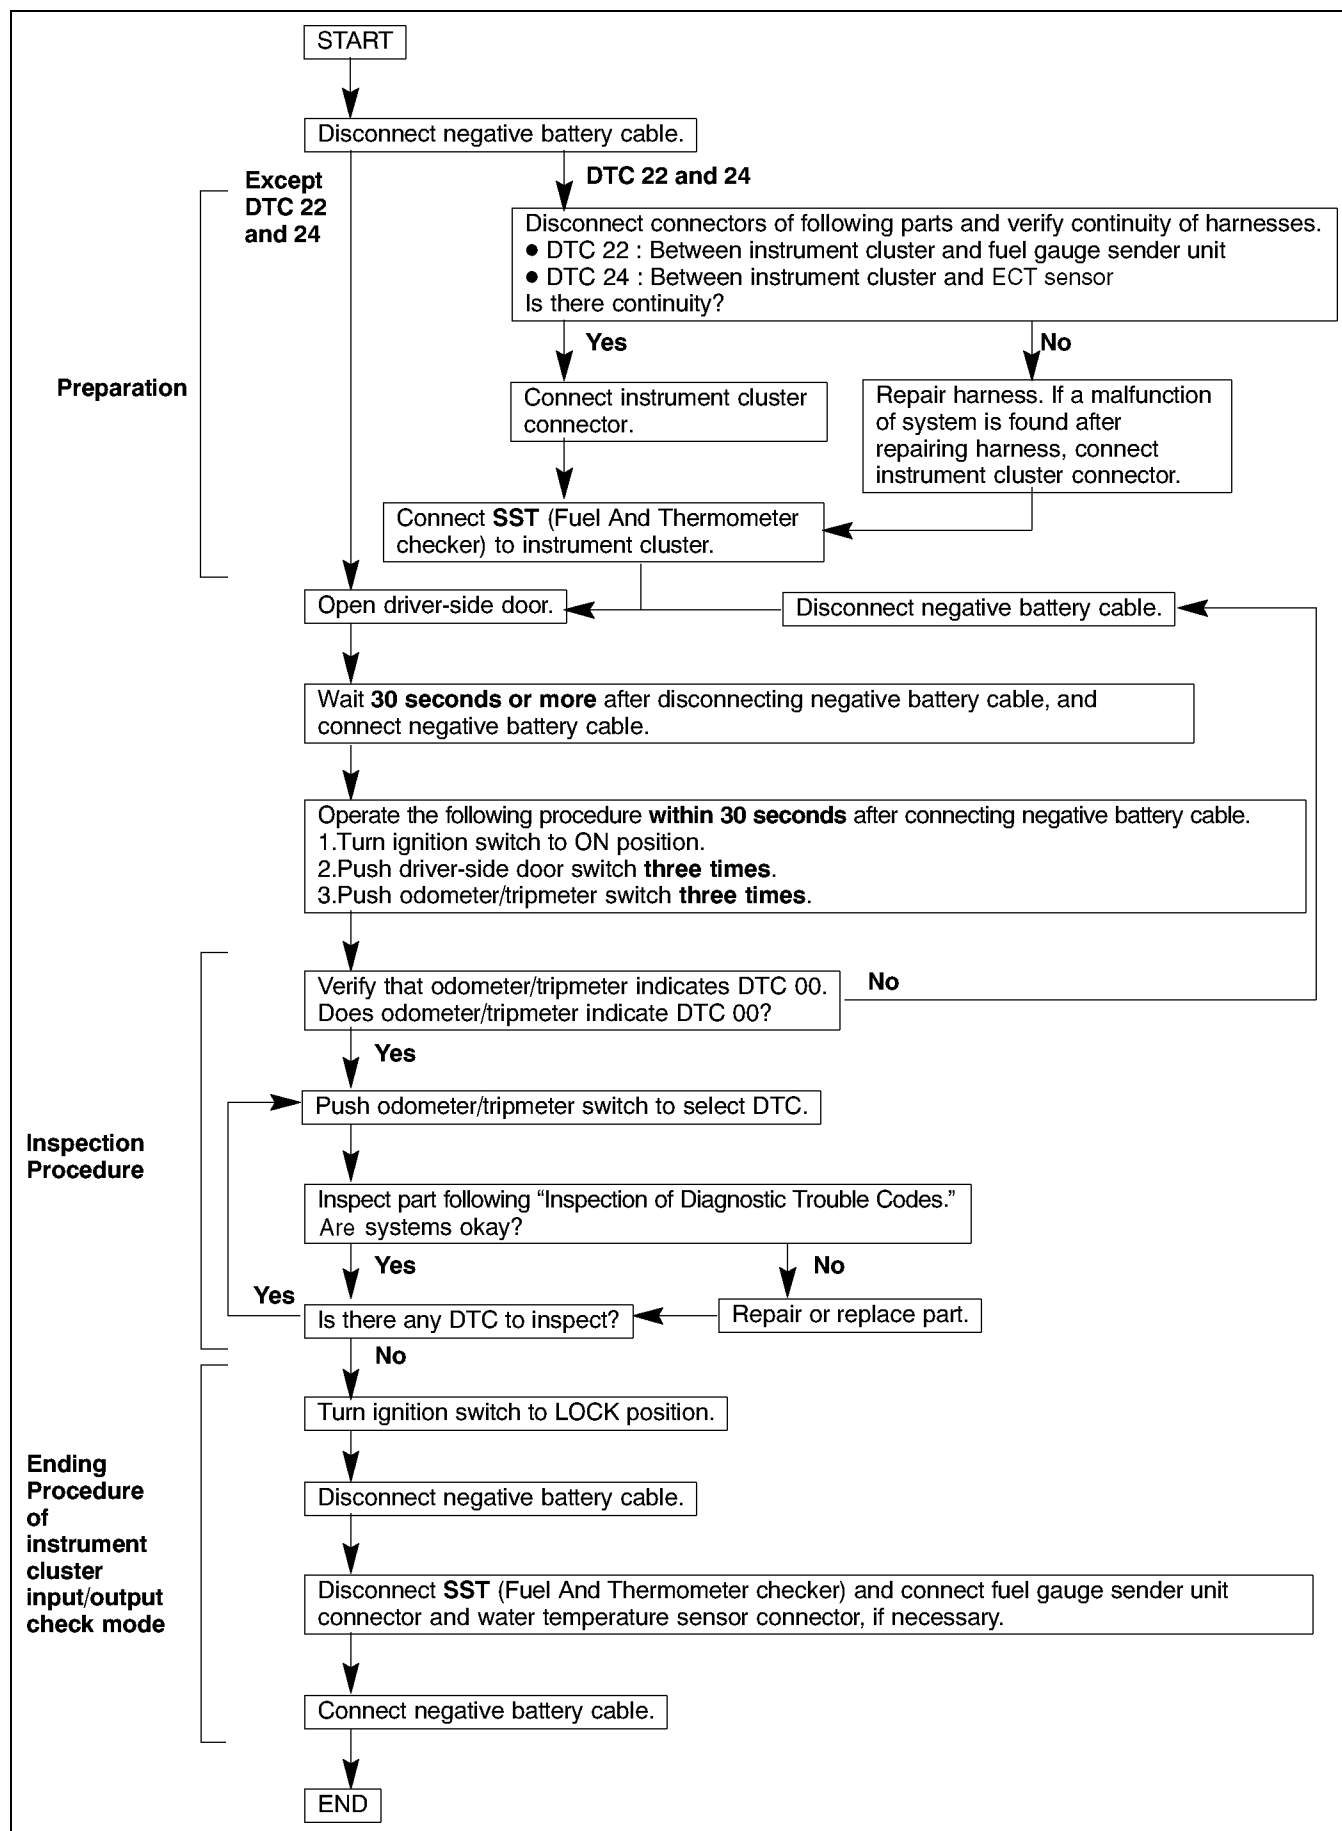 START
Disconnect negative battery cable.
Except
DTC 22
and 24
DTC 22 and 24
Disconnect connectors of following parts and verify continuity of harnesses.
● DTC 22 : Between instrument cluster and fuel gauge sender unit
● DTC 24 : Between instrument cluster and ECT sensor
Is there continuity?
Yes
No
Preparation
Connect instrument cluster
connector.
Repair harness. If a malfunction
of system is found after
repairing harness, connect
instrument cluster connector.
Connect SST (Fuel And Thermometer
checker) to instrument cluster.
Open driver-side door.
Disconnect negative battery cable.
Wait 30 seconds or more after disconnecting negative battery cable, and
connect negative battery cable.
Operate the following procedure within 30 seconds after connecting negative battery cable.
1.Turn ignition switch to ON position.
2.Push driver-side door switch three times.
3.Push odometer/tripmeter switch three times.
Verify that odometer/tripmeter indicates DTC 00.
Does odometer/tripmeter indicate DTC 00?
No
Yes
Push odometer/tripmeter switch to select DTC.
Inspection
Procedure
Inspect part following “Inspection of Diagnostic Trouble Codes.”
Are systems okay?
Yes
No
Yes
Is there any DTC to inspect?
Repair or replace part.
No
Turn ignition switch to LOCK position.
Ending
Procedure
of
instrument
cluster
input/output
check mode
Disconnect negative battery cable.
Disconnect SST (Fuel And Thermometer checker) and connect fuel gauge sender unit
connector and water temperature sensor connector, if necessary.
Connect negative battery cable.
END